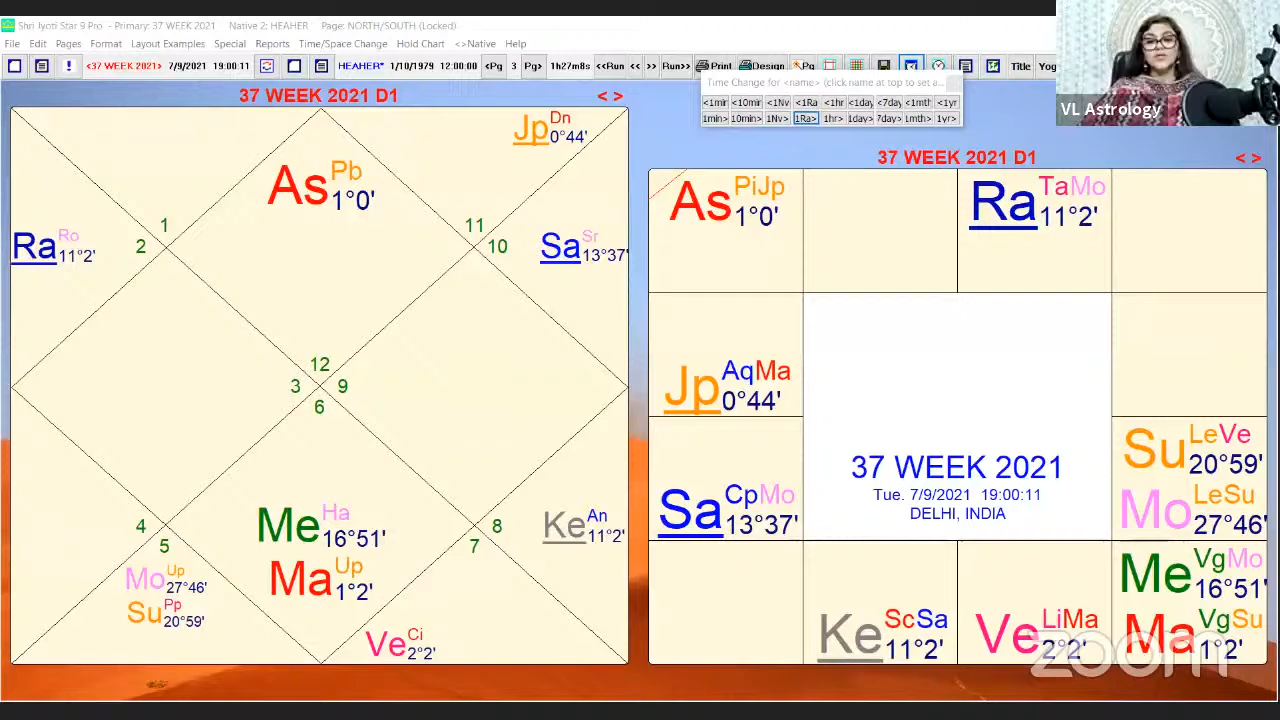 Shri Jyoti Star 9 Pro - Primary: 37 WEEK 2021 Native 2: HEAHER Page: NORTH/SOUTH (Locked)
File Edit Pages Format Layout Examples Special Reports Time/Space Change Hold Chart <>Native Help
! <37 WEEK 2021> 7/9/2021 19:00:11 HEAHER* 1/10/1979 12:00:00 <Pg 3 Pg> 1h27m8s <<Run << >> Run>> Print Design Pg Title Yog
Time Change for <name> (click name at top to set a...
<1mir <10mir <1Nv <1Ra <1hr <1day <7day <1mth <1yr
1min> 10min> 1Nv> 1Ra> 1hr> 1day> 7day> 1mth> 1yr>
VL Astrology
37 WEEK 2021 D1 < >
Jp Dn 0°44'
As Pb 1°0'
1 11
Ra Ro 11°2' 2 10 Sa Sr 13°37'
12
3 9
6
4 Me Ha 16°51' 8 Ke An 11°2'
5 7
Mo Up 27°46' Ma Up 1°2'
Su Pp 20°59'
Ve Ci 2°2'
37 WEEK 2021 D1 < >
As PiJp 1°0' Ra TaMo 11°2'
Jp AqMa 0°44'
Su LeVe 20°59'
37 WEEK 2021
Tue. 7/9/2021 19:00:11
DELHI, INDIA
Sa CpMo 13°37' Mo LeSu 27°46'
Me VgMo 16°51'
Ke ScSa 11°2' Ve LiMa 2°2' Ma VgSu 1°2'
zoom